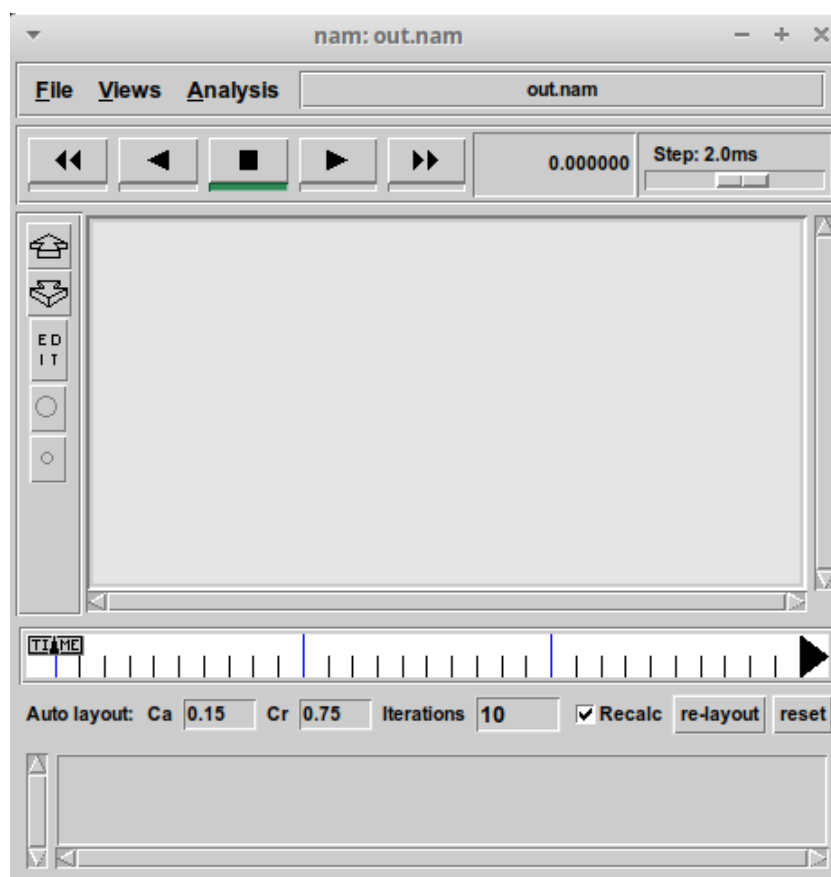 nam: out.nam
File Views Analysis out.nam
0.000000 Step: 2.0ms
ED
IT
TIME
Auto layout: Ca 0.15 Cr 0.75 Iterations 10 Recalc re-layout reset